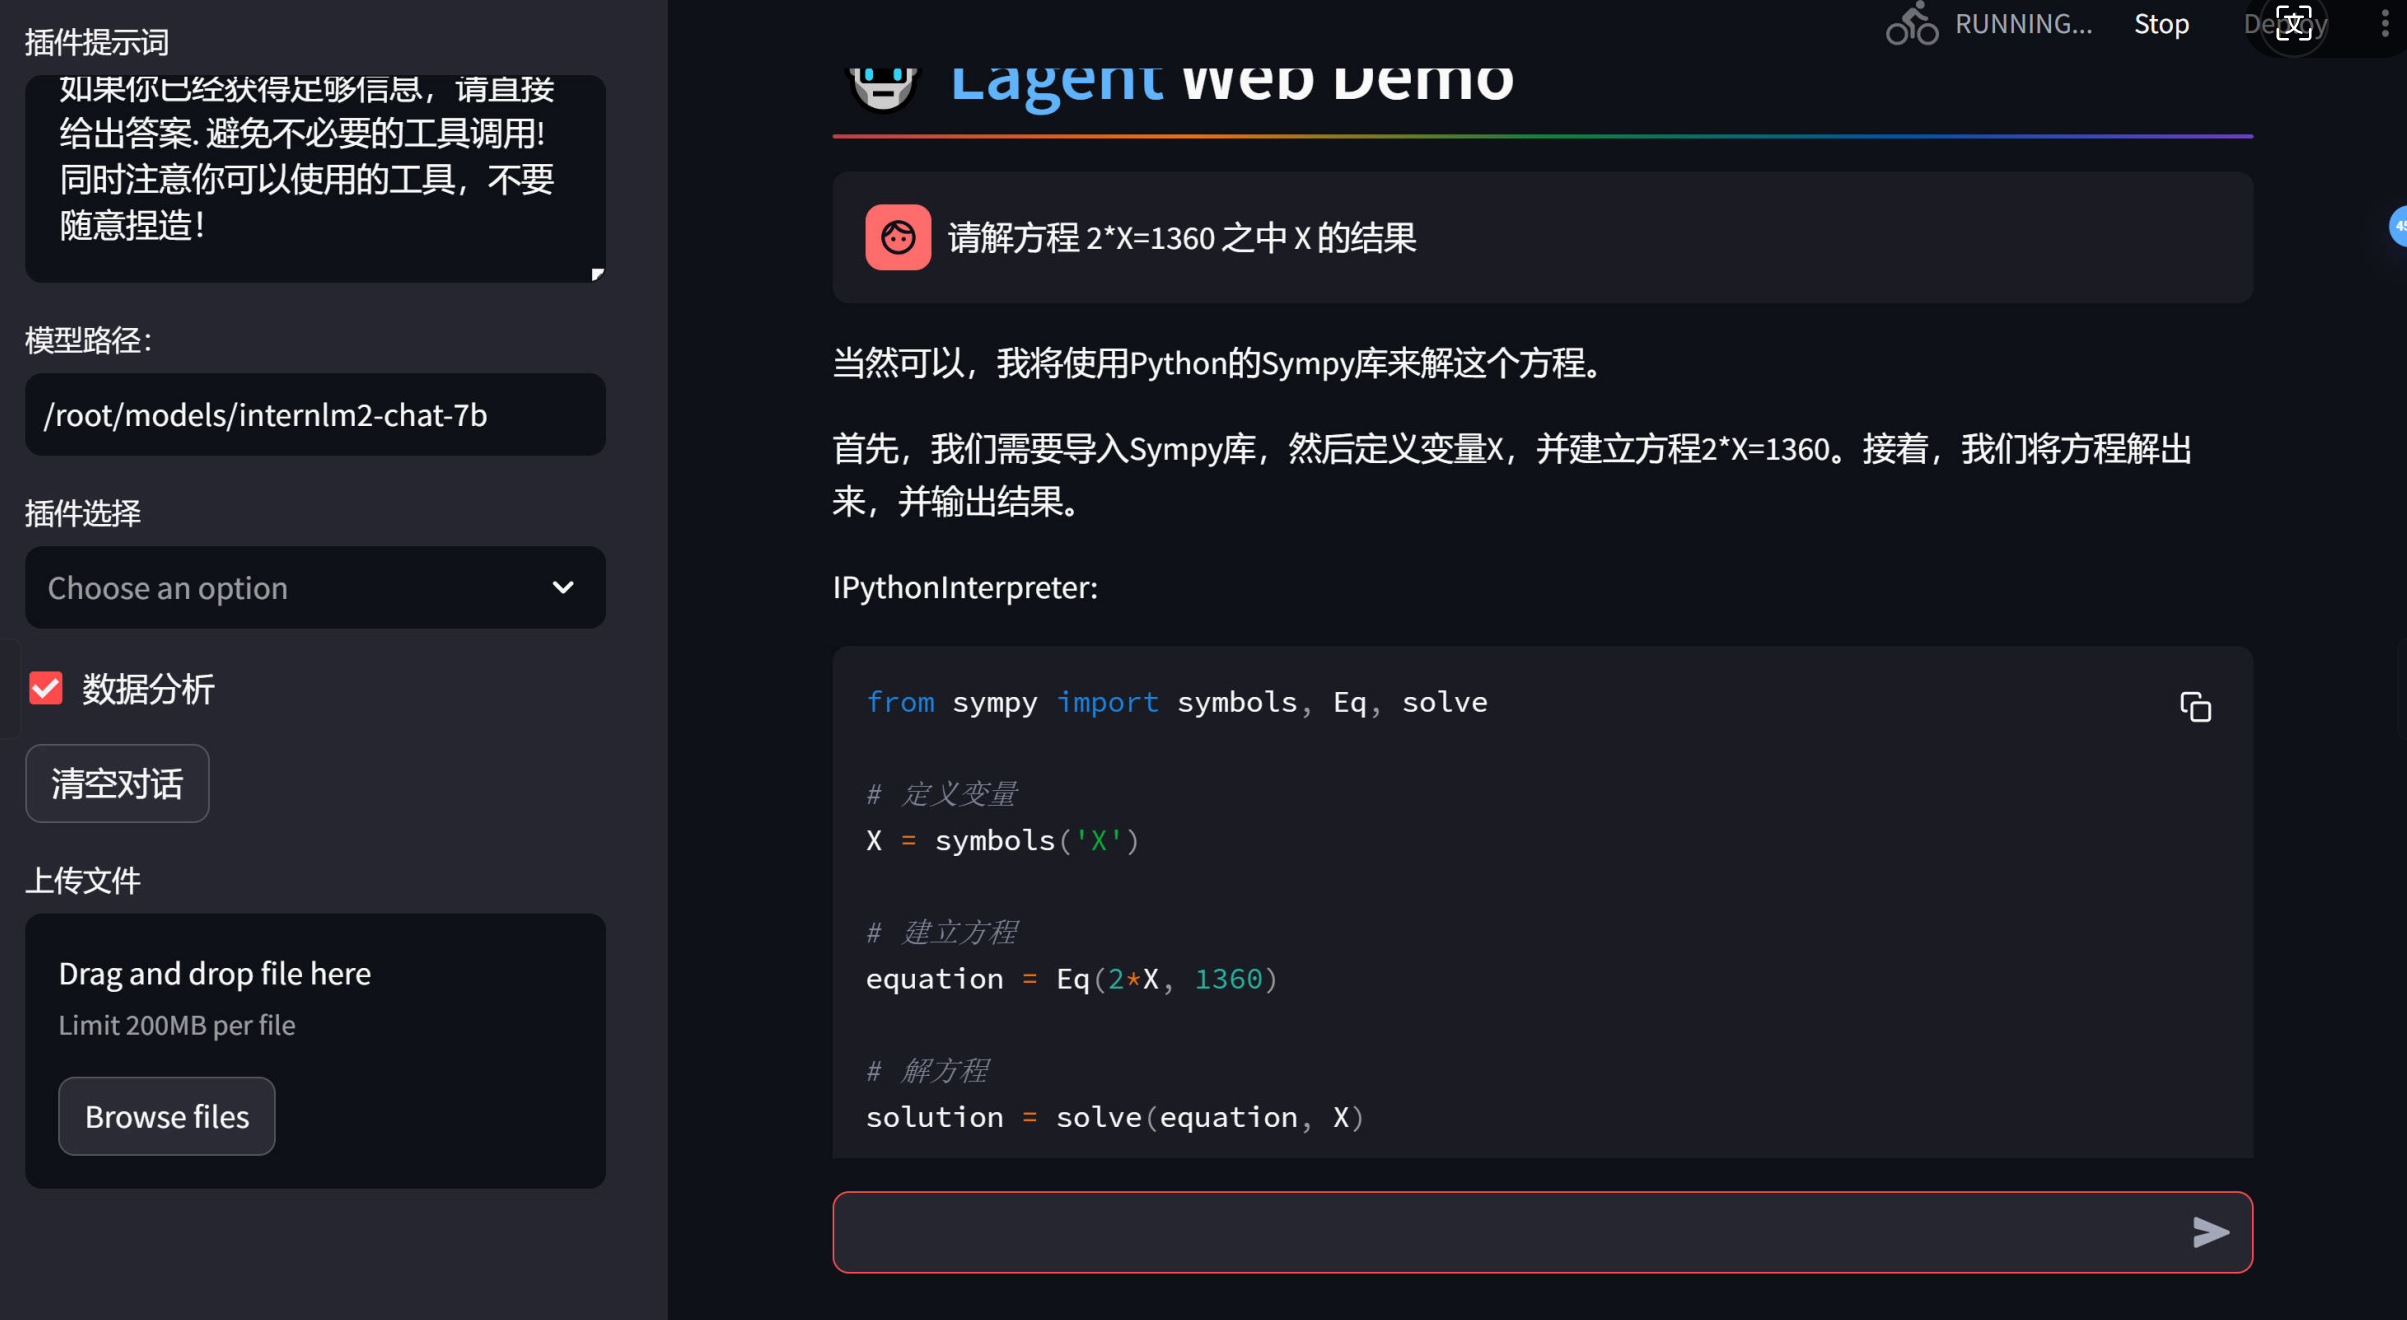 插件提示词
如果你已经获得足够信息，请直接
给出答案. 避免不必要的工具调用!
同时注意你可以使用的工具，不要
随意捏造！
模型路径：
/root/models/internlm2-chat-7b
插件选择
Choose an option
数据分析
清空对话
上传文件
Drag and drop file here
Limit 200MB per file
Browse files
RUNNING...
Stop
Deploy
文
Lagent Web Demo
45
请解方程 2*X=1360 之中 X 的结果
当然可以，我将使用Python的Sympy库来解这个方程。
首先，我们需要导入Sympy库，然后定义变量X，并建立方程2*X=1360。接着，我们将方程解出
来，并输出结果。
IPythonInterpreter:
from sympy import symbols, Eq, solve
# 定义变量
X = symbols('X')
# 建立方程
equation = Eq(2*X, 1360)
# 解方程
solution = solve(equation, X)